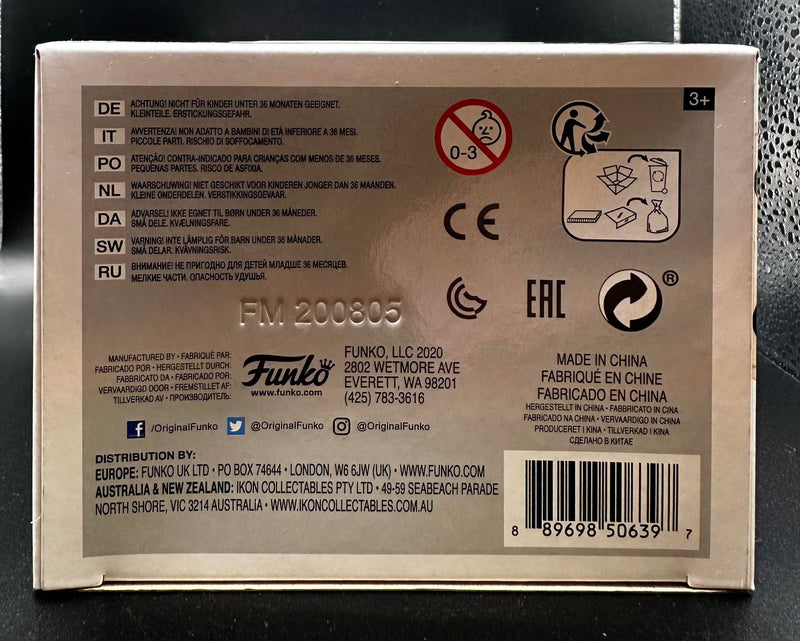 3+
DE ACHTUNG! NICHT FÜR KINDER UNTER 36 MONATEN GEEIGNET.
KLEINTEILE. ERSTICKUNGSGEFAHR.
IT AVVERTENZA! NON ADATTO A BAMBINI DI ETÀ INFERIORE A 36 MESI.
PICCOLE PARTI. RISCHIO DI SOFFOCAMENTO.
PO ATENÇÃO! CONTRA-INDICADO PARA CRIANÇAS COM MENOS DE 36 MESES.
PEQUENAS PARTES. RISCO DE ASFIXIA.
NL WAARSCHUWING! NIET GESCHIKT VOOR KINDEREN JONGER DAN 36 MAANDEN.
KLEINE ONDERDELEN. VERSTIKKINGSGEVAAR.
DA ADVARSEL! IKKE EGNET TIL BØRN UNDER 36 MÅNEDER.
SMÅ DELE. KVÆLNINGSFARE.
SW VARNING! INTE LÄMPLIG FÖR BARN UNDER 36 MÅNADER.
SMÅ DELAR. KVÄVNINGSRISK.
RU ВНИМАНИЕ! НЕ ПРИГОДНО ДЛЯ ДЕТЕЙ МЛАДШЕ 36 МЕСЯЦЕВ.
МЕЛКИЕ ЧАСТИ. ОПАСНОСТЬ УДУШЬЯ.
0-3
CE
EAC
®
FM 200805
MANUFACTURED BY • FABRIQUÉ PAR:
FABRICADO POR • HERGESTELLT DURCH:
FABBRICATO DA • FABRICADO POR:
VERVAARDIGD DOOR • FREMSTILLET AF:
TILLVERKAD AV • ПРОИЗВОДИТЕЛЬ:
Funko
www.funko.com
FUNKO, LLC 2020
2802 WETMORE AVE
EVERETT, WA 98201
(425) 783-3616
MADE IN CHINA
FABRIQUÉ EN CHINE
FABRICADO EN CHINA
HERGESTELLT IN CHINA • FABBRICATO IN CINA
FABRICADO NA CHINA • VERVAARDIGD IN CHINA
PRODUCERET I KINA • TILLVERKAD I KINA
СДЕЛАНО В КИТАЕ
/OriginalFunko @OriginalFunko @OriginalFunko
DISTRIBUTION BY:
EUROPE: FUNKO UK LTD • PO BOX 74644 • LONDON, W6 6JW (UK) • WWW.FUNKO.COM
AUSTRALIA & NEW ZEALAND: IKON COLLECTABLES PTY LTD • 49-59 SEABEACH PARADE
NORTH SHORE, VIC 3214 AUSTRALIA • WWW.IKONCOLLECTABLES.COM.AU
8 89698 50639 7